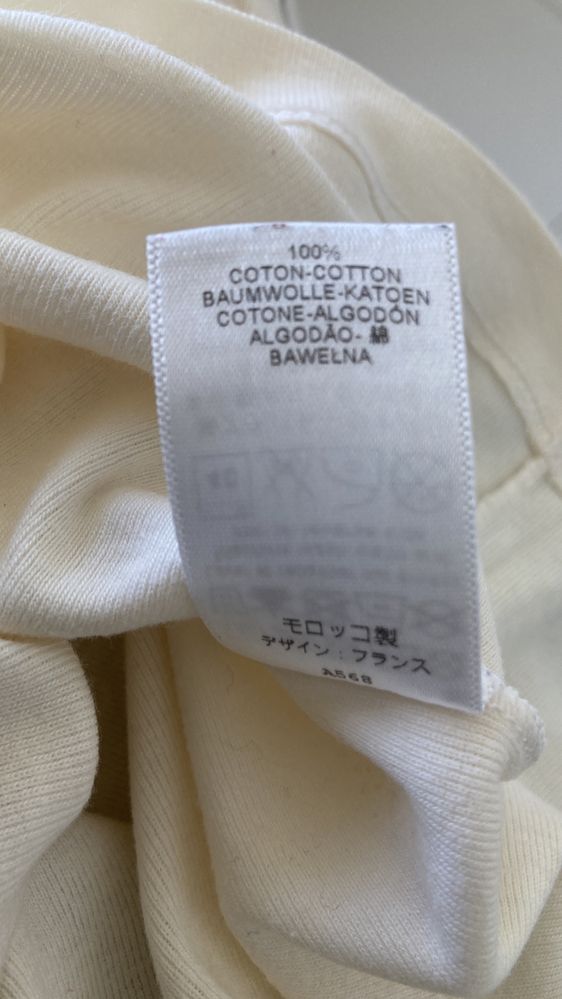 100%
COTON-COTTON
BAUMWOLLE-KATOEN
COTONE-ALGODÓN
ALGODÃO- 綿
BAWEŁNA
モロッコ製
デザイン：フランス
A568